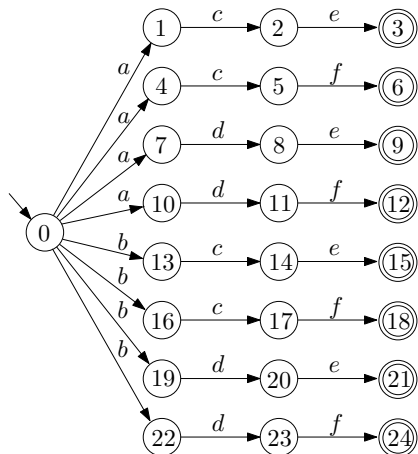 1 c 2 e 3
a 4 c 5 f 6
a 7 d 8 e 9
a 10 d 11 f 12
a
0
b 13 c 14 e 15
b 16 c 17 f 18
b 19 d 20 e 21
b 22 d 23 f 24